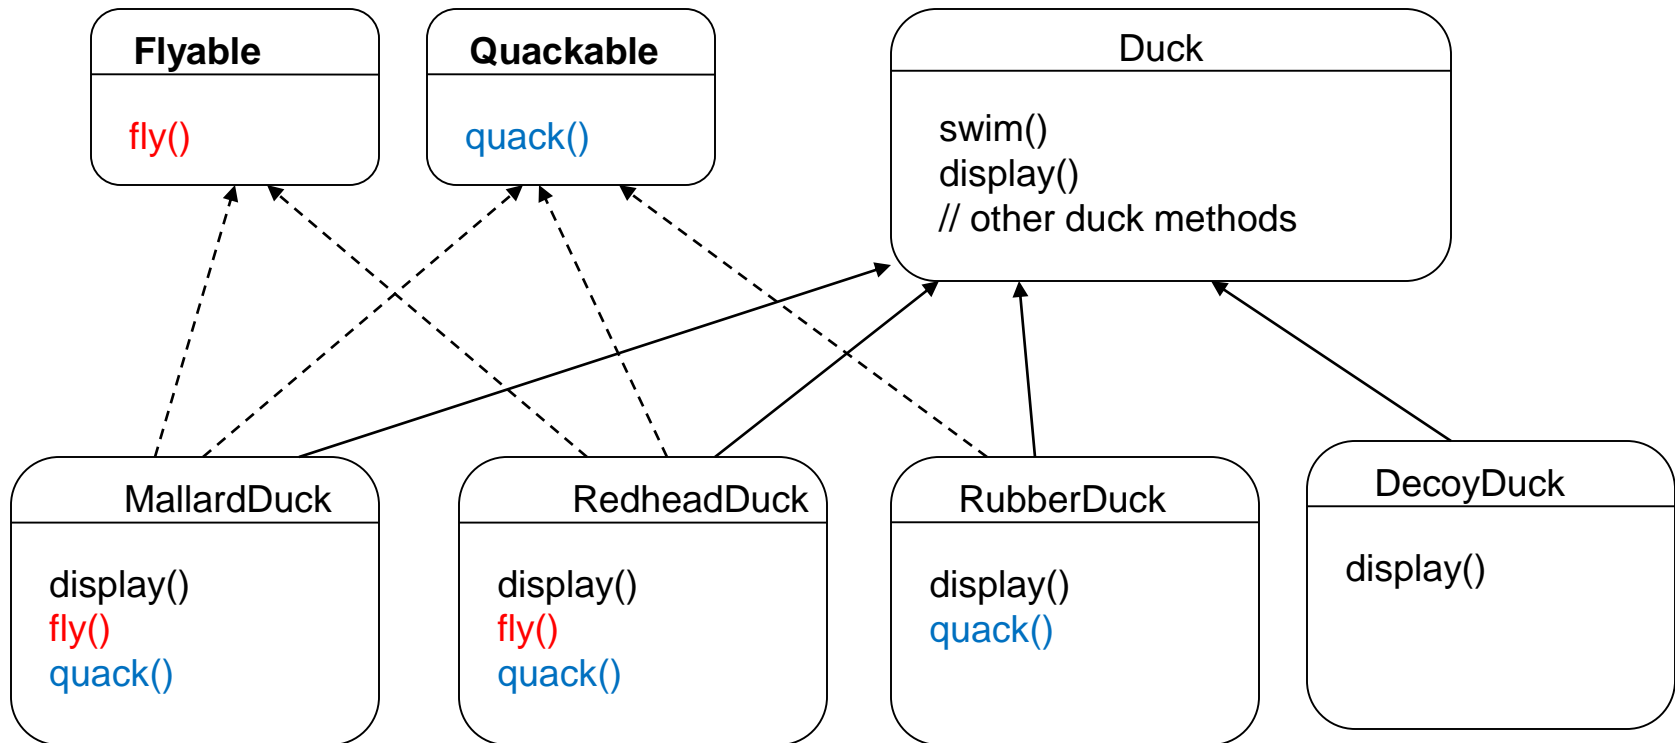 Flyable
fly()
Quackable
quack()
Duck
swim()
display()
// other duck methods
MallardDuck
display()
fly()
quack()
RedheadDuck
display()
fly()
quack()
RubberDuck
display()
quack()
DecoyDuck
display()